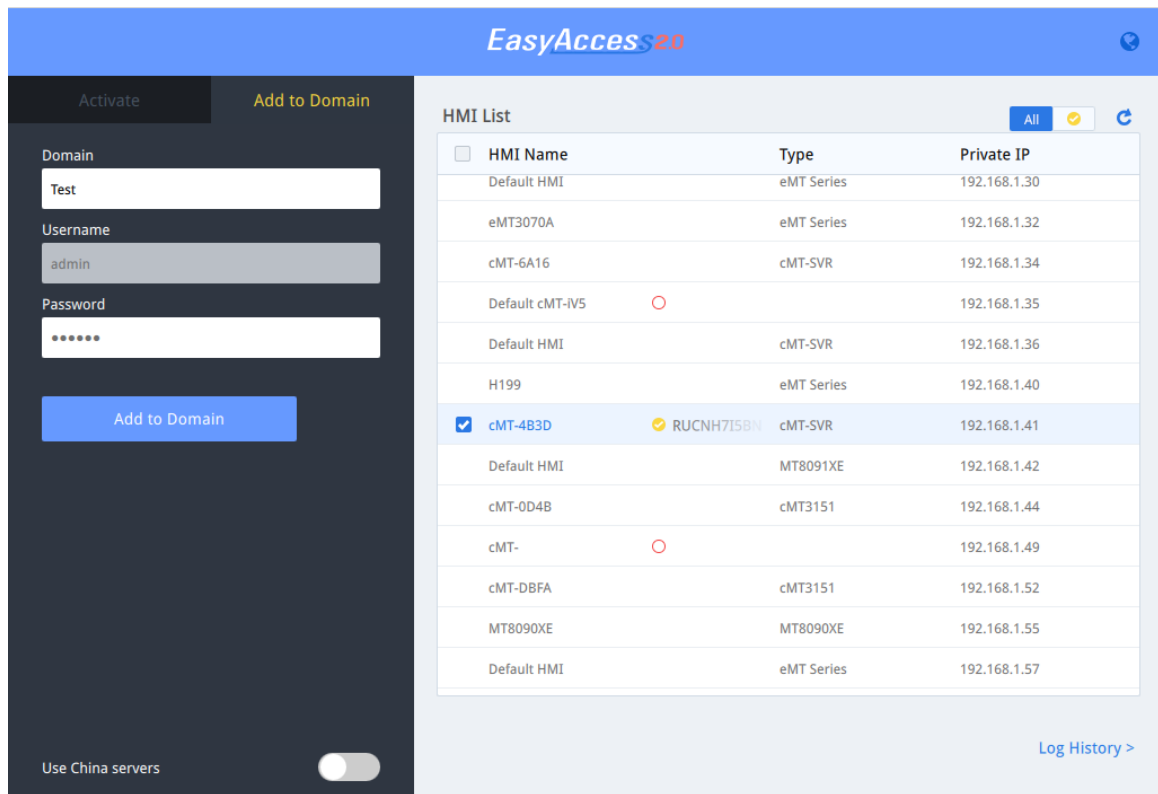 EasyAccess 2.0
Activate
Add to Domain
Domain
Test
Username
admin
Password
Add to Domain
Use China servers
HMI List
All
HMI Name Type Private IP
Default HMI eMT Series 192.168.1.30
eMT3070A eMT Series 192.168.1.32
cMT-6A16 cMT-SVR 192.168.1.34
Default cMT-iV5 192.168.1.35
Default HMI cMT-SVR 192.168.1.36
H199 eMT Series 192.168.1.40
cMT-4B3D RUCNH7I5BN cMT-SVR 192.168.1.41
Default HMI MT8091XE 192.168.1.42
cMT-0D4B cMT3151 192.168.1.44
cMT- 192.168.1.49
cMT-DBFA cMT3151 192.168.1.52
MT8090XE MT8090XE 192.168.1.55
Default HMI eMT Series 192.168.1.57
Log History >